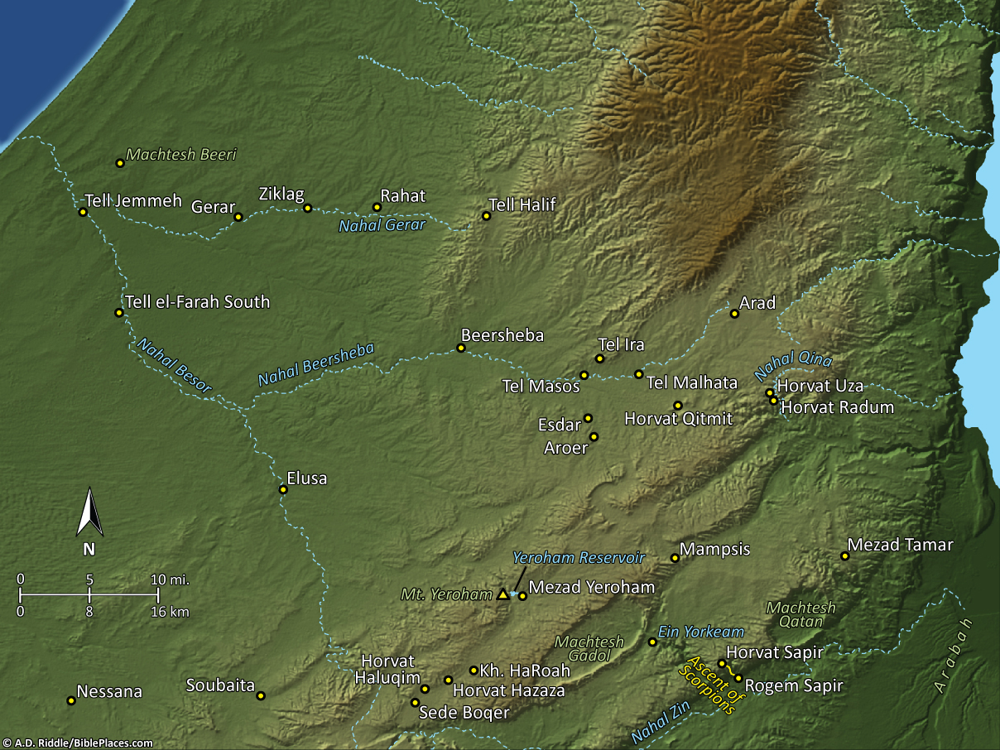 Machtesh Beeri
Tell Jemmeh
Gerar
Ziklag
Rahat
Nahal Gerar
Tell Halif
Tell el-Farah South
Arad
Nahal Besor
Nahal Beersheba
Beersheba
Tel Ira
Tel Masos
Tel Malhata
Nahal Qina
Horvat Uza
Horvat Radum
Horvat Qitmit
Esdar
Aroer
Elusa
N
0 5 10 mi.
0 8 16 km
Yeroham Reservoir
Mampsis
Mezad Tamar
Mt. Yeroham
Mezad Yeroham
Machtesh
Qatan
Machtesh
Gadol
Ein Yorkeam
Horvat Sapir
Ascent of
Scorpions
Rogem Sapir
Arabah
Nahal Zin
Horvat
Haluqim
Kh. HaRoah
Horvat Hazaza
Sede Boqer
Soubaita
Nessana
© A.D. Riddle/BiblePlaces.com